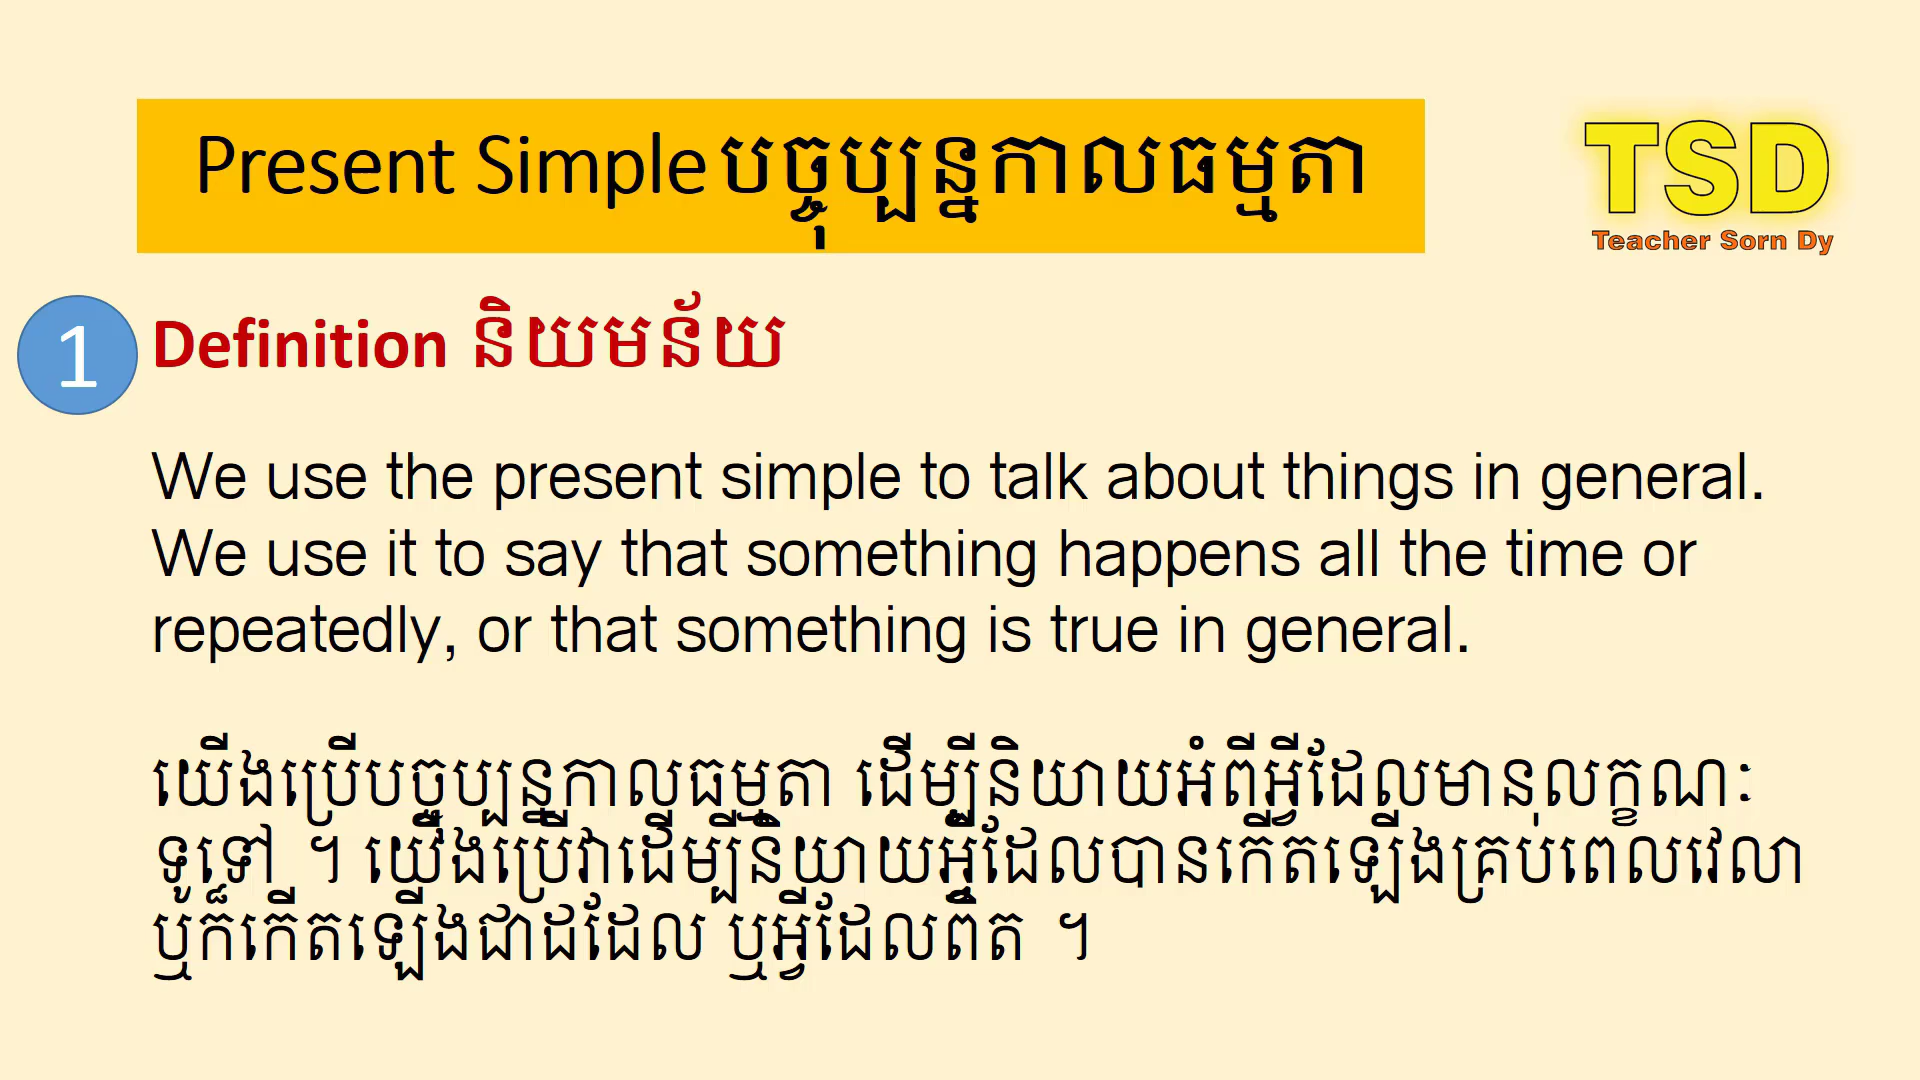 Present Simple បច្ចុប្បន្នកាលធម្មតា
TSD
Teacher Sorn Dy
1
Definition និយមន័យ
We use the present simple to talk about things in general.
We use it to say that something happens all the time or
repeatedly, or that something is true in general.
យើងប្រើបច្ចុប្បន្នកាលធម្មតា ដើម្បីនិយាយអំពីអ្វីដែលមានលក្ខណៈ
ទូទៅ ។ យើងប្រើវាដើម្បីនិយាយអ្វីដែលបានកើតឡើងគ្រប់ពេលវេលា
ឬក៏កើតឡើងជាដដែល ឬអ្វីដែលពិត ។